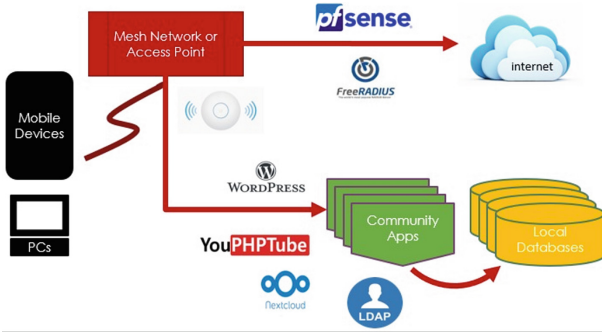 pfsense
Mesh Network or
Access Point
internet
FreeRADIUS
Mobile
Devices
WORDPRESS
Community
Apps
Local
Databases
YouPHPTube
PCs
Nextcloud
LDAP